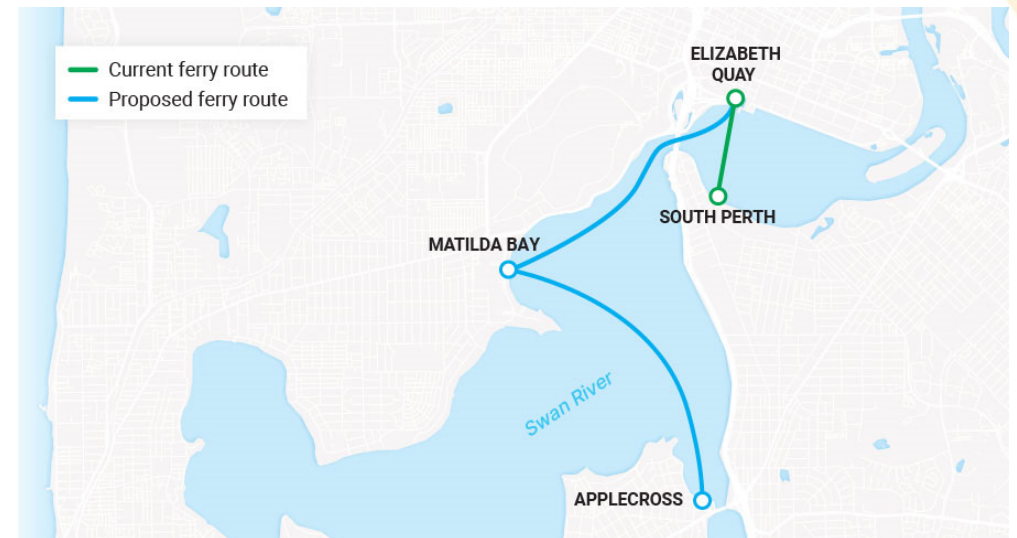 Current ferry route
Proposed ferry route
ELIZABETH
QUAY
SOUTH PERTH
MATILDA BAY
Swan River
APPLECROSS